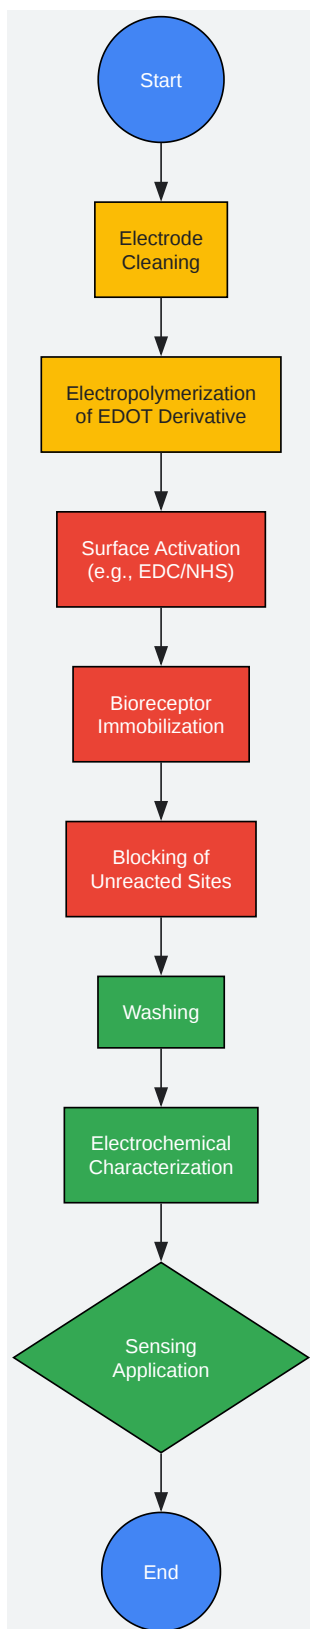 Start
Electrode
Cleaning
Electropolymerization
of EDOT Derivative
Surface Activation
(e.g., EDC/NHS)
Bioreceptor
Immobilization
Blocking of
Unreacted Sites
Washing
Electrochemical
Characterization
Sensing
Application
End